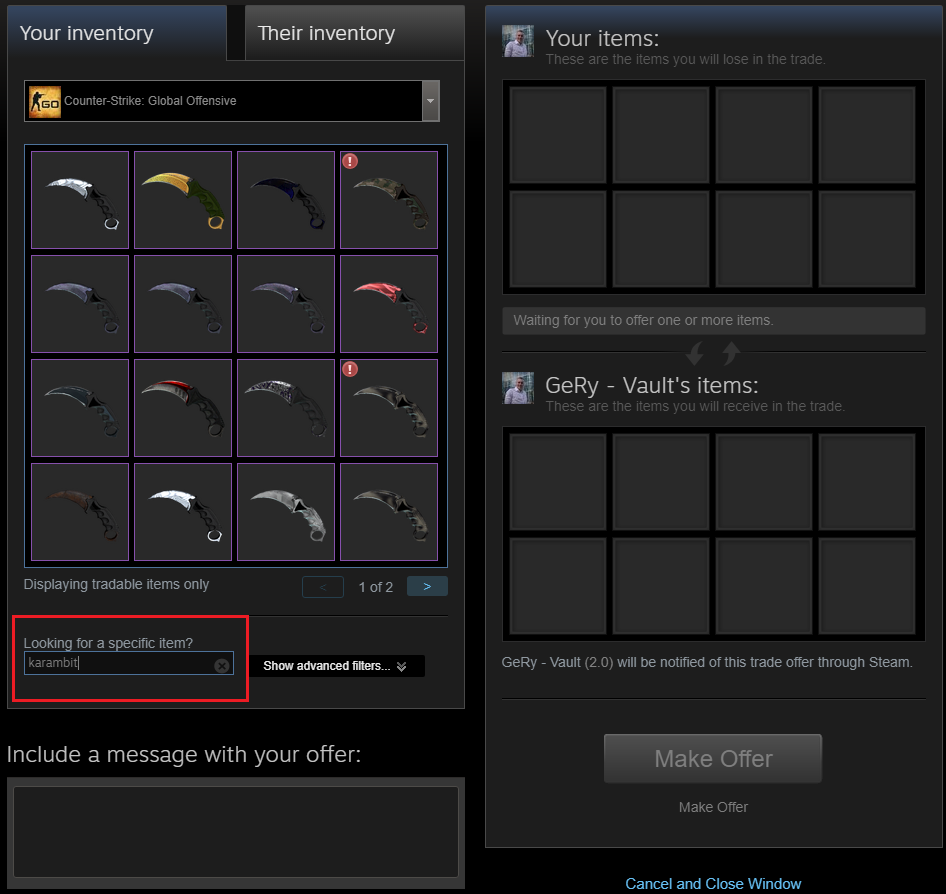 Your inventory
Their inventory
GO
Counter-Strike: Global Offensive
!
!
Displaying tradable items only
<
1 of 2
>
Looking for a specific item?
karambit
Show advanced filters...
Include a message with your offer:
Your items:
These are the items you will lose in the trade.
Waiting for you to offer one or more items.
GeRy - Vault's items:
These are the items you will receive in the trade.
GeRy - Vault (2.0) will be notified of this trade offer through Steam.
Make Offer
Make Offer
Cancel and Close Window